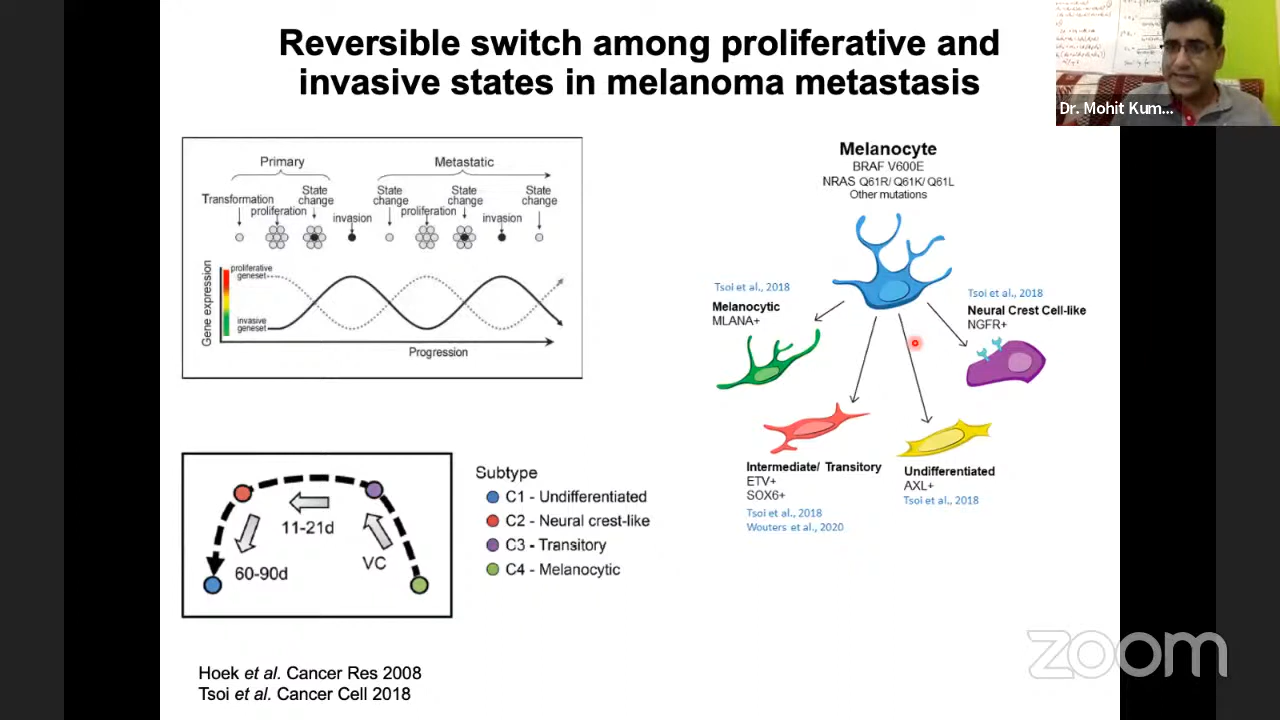 Reversible switch among proliferative and
invasive states in melanoma metastasis
Dr. Mohit Kum...
Primary
Metastatic
Transformation
proliferation
State
change
invasion
State
change
proliferation
State
change
invasion
State
change
Gene expression
proliferative
geneset
invasive
geneset
Progression
Melanocyte
BRAF V600E
NRAS Q61R/ Q61K/ Q61L
Other mutations
Tsoi et al., 2018
Melanocytic
MLANA+
Tsoi et al., 2018
Neural Crest Cell-like
NGFR+
Intermediate/ Transitory
ETV+
SOX6+
Tsoi et al., 2018
Wouters et al., 2020
Undifferentiated
AXL+
Tsoi et al., 2018
11-21d
60-90d
VC
Subtype
C1 - Undifferentiated
C2 - Neural crest-like
C3 - Transitory
C4 - Melanocytic
Hoek et al. Cancer Res 2008
Tsoi et al. Cancer Cell 2018
zoom